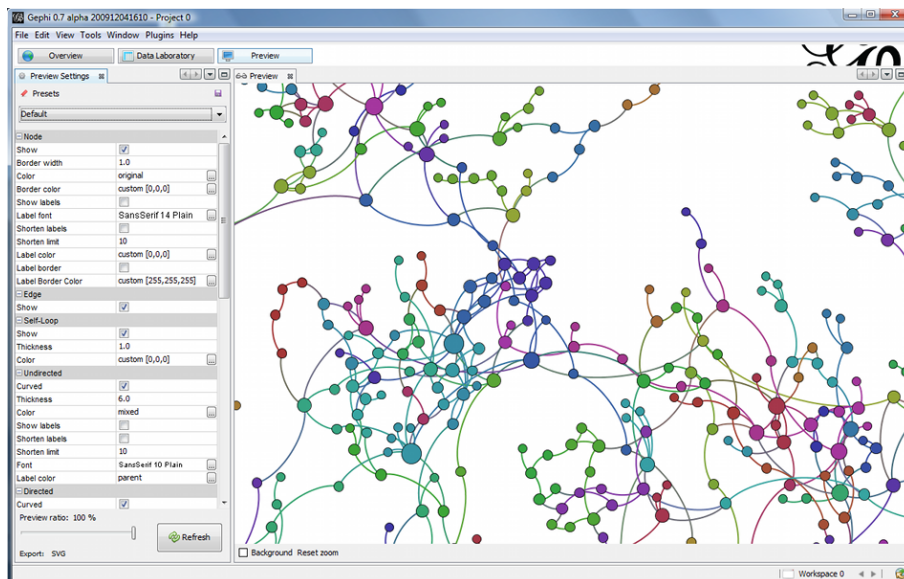 Gephi 0.7 alpha 200912041610 - Project 0
File Edit View Tools Window Plugins Help
Overview Data Laboratory Preview
Preview Settings Preview
Presets
Default
Node
Show
Border width 1.0
Color original
Border color custom [0,0,0]
Show labels
Label font SansSerif 14 Plain
Shorten labels
Shorten limit 10
Label color custom [0,0,0]
Label border
Label Border Color custom [255,255,255]
Edge
Show
Self-Loop
Show
Thickness 1.0
Color custom [0,0,0]
Undirected
Curved
Thickness 6.0
Color mixed
Show labels
Shorten labels
Shorten limit 10
Font SansSerif 10 Plain
Label color parent
Directed
Curved
Preview ratio: 100 %
Refresh
Export: SVG
Background Reset zoom
Workspace 0